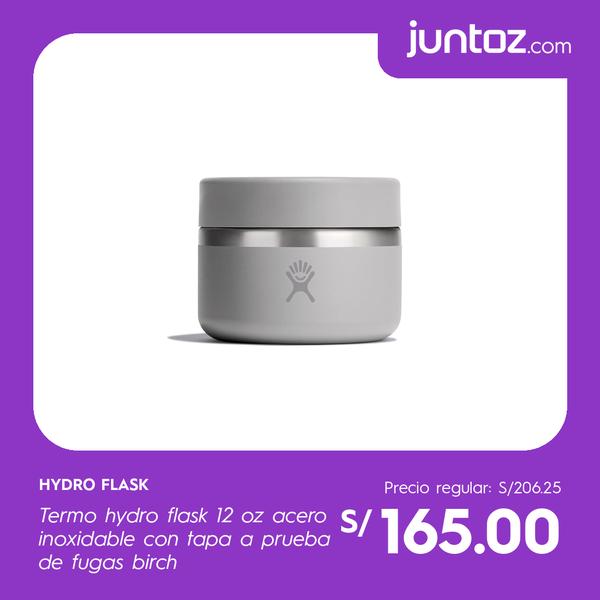 juntoz.com
HYDRO FLASK
Termo hydro flask 12 oz acero
inoxidable con tapa a prueba
de fugas birch
Precio regular: S/206.25
S/165.00